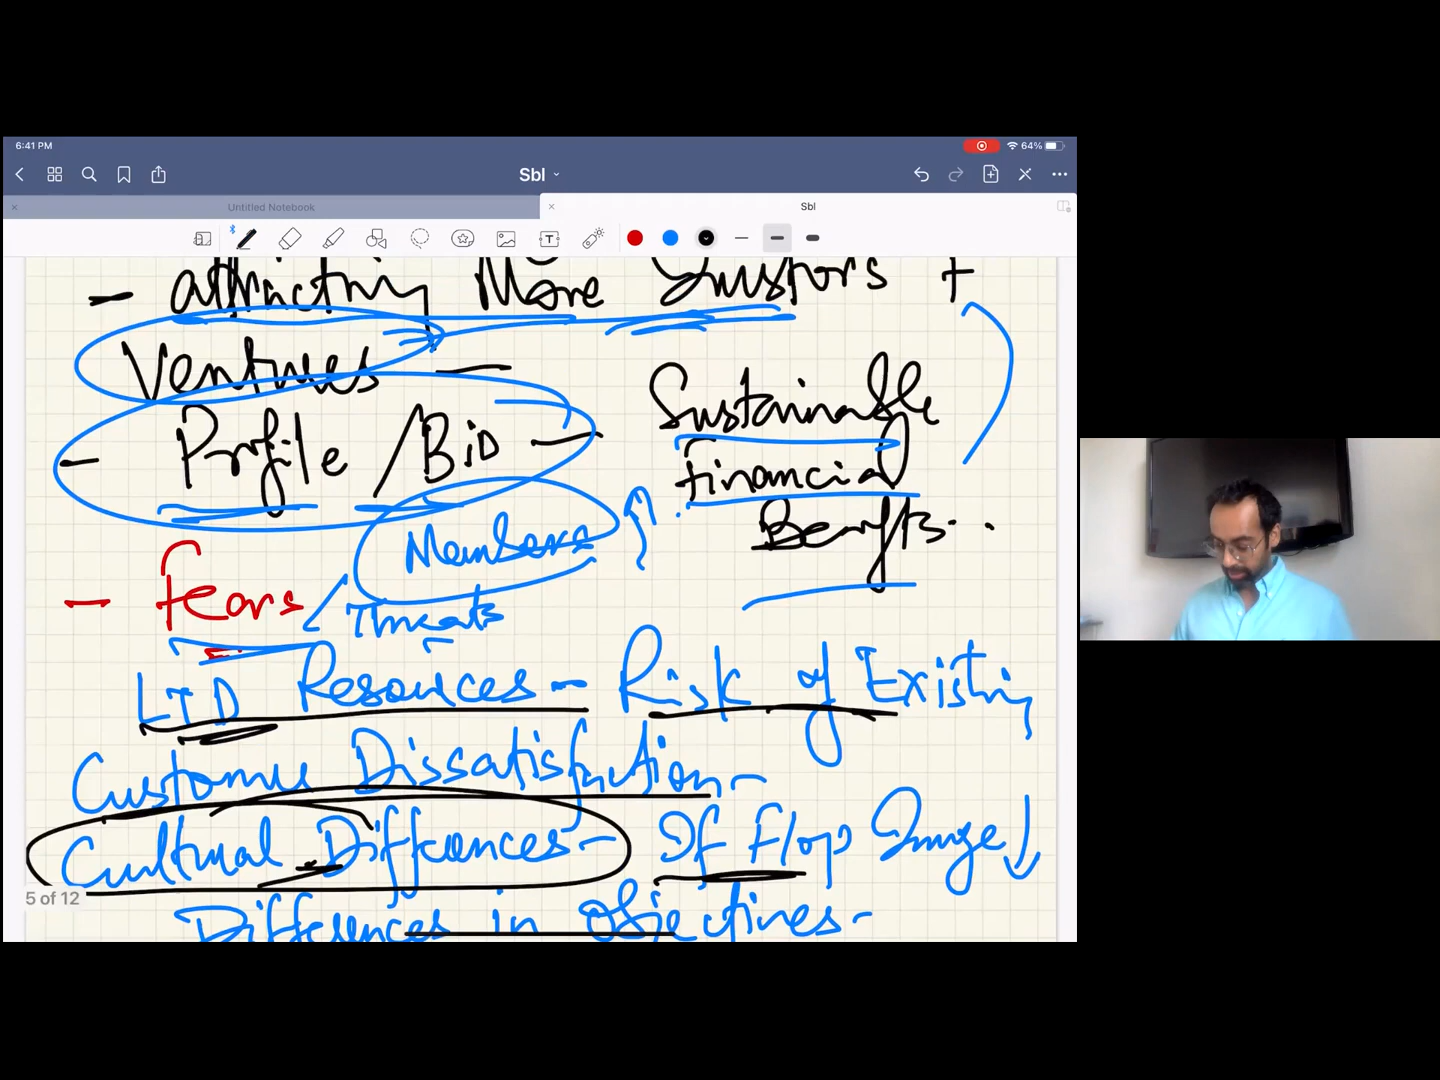 6:41 PM
64%
Sbl
Untitled Notebook
Sbl
T
- attracting More Investors +
Ventures -
Sustainable
- Profile / Bio -
financial
Benefits..
Members
- fears
Threats
LTD Resources - Risk of Existing
Customer Dissatisfaction -
Cultural Differences - If Flop Image ↓
5 of 12
Differences in objectives -